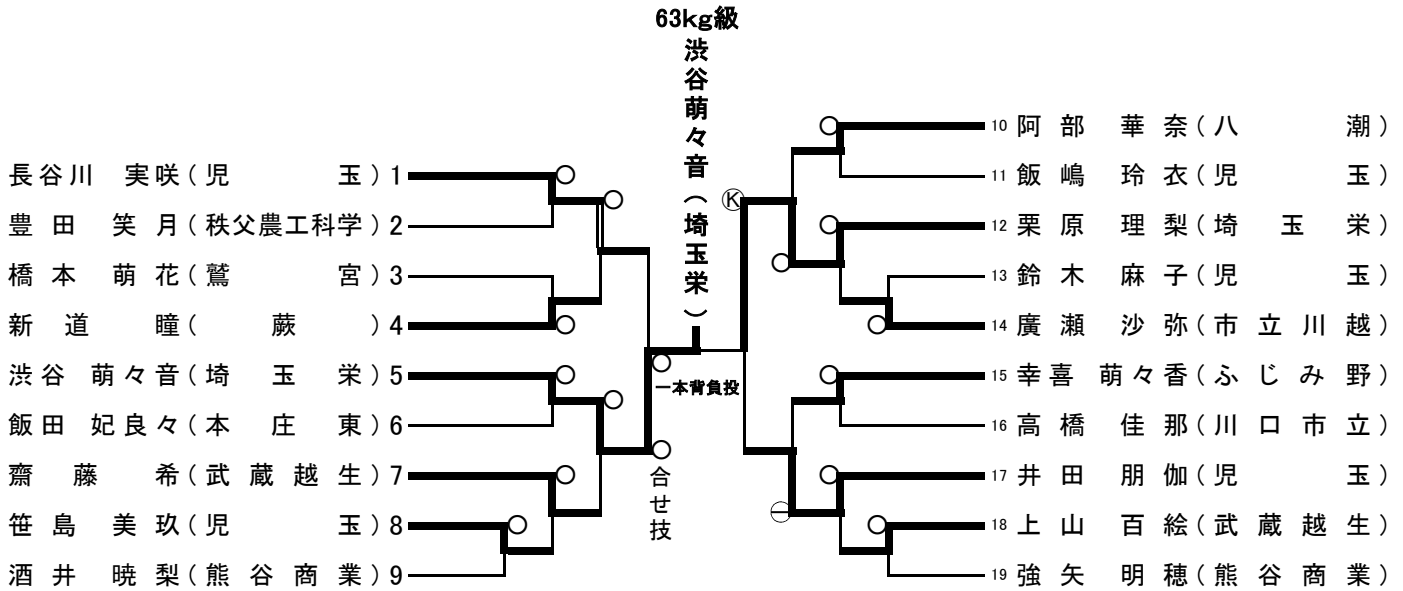 63kg級
渋谷萌々音(埼玉栄)
長谷川 実咲(児 玉)1
豊田 笑月(秩父農工科学)2
橋本 萌花(鷲 宮)3
新道 瞳( 蕨 )4
渋谷 萌々音(埼 玉 栄)5
飯田 妃良々(本 庄 東)6
齋藤 希(武蔵越生)7
笹島 美玖(児 玉)8
酒井 暁梨(熊谷商業)9
Ⓚ
一本背負投
合せ技
㊀
10 阿部 華奈(八 潮)
11 飯嶋 玲衣(児 玉)
12 栗原 理梨(埼 玉 栄)
13 鈴木 麻子(児 玉)
14 廣瀬 沙弥(市立川越)
15 幸喜 萌々香(ふじみ野)
16 高橋 佳那(川口市立)
17 井田 朋伽(児 玉)
18 上山 百絵(武蔵越生)
19 強矢 明穂(熊谷商業)